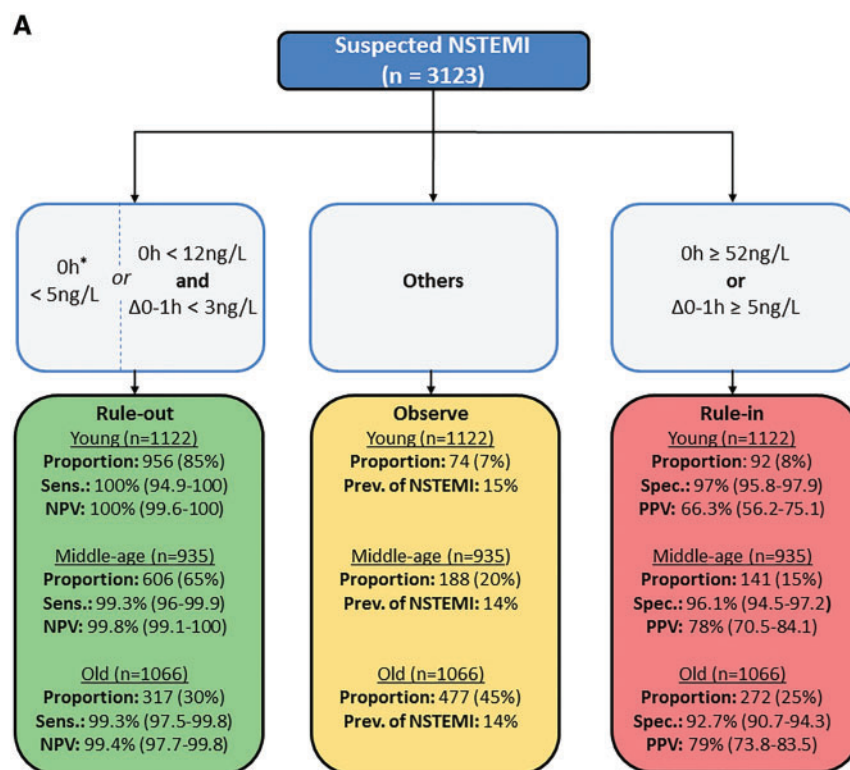 A
Suspected NSTEMI
(n = 3123)
0h*
< 5ng/L
or
0h < 12ng/L
and
Δ0-1h < 3ng/L
Others
0h ≥ 52ng/L
or
Δ0-1h ≥ 5ng/L
Rule-out
Young (n=1122)
Proportion: 956 (85%)
Sens.: 100% (94.9-100)
NPV: 100% (99.6-100)
Middle-age (n=935)
Proportion: 606 (65%)
Sens.: 99.3% (96-99.9)
NPV: 99.8% (99.1-100)
Old (n=1066)
Proportion: 317 (30%)
Sens.: 99.3% (97.5-99.8)
NPV: 99.4% (97.7-99.8)
Observe
Young (n=1122)
Proportion: 74 (7%)
Prev. of NSTEMI: 15%
Middle-age (n=935)
Proportion: 188 (20%)
Prev. of NSTEMI: 14%
Old (n=1066)
Proportion: 477 (45%)
Prev. of NSTEMI: 14%
Rule-in
Young (n=1122)
Proportion: 92 (8%)
Spec.: 97% (95.8-97.9)
PPV: 66.3% (56.2-75.1)
Middle-age (n=935)
Proportion: 141 (15%)
Spec.: 96.1% (94.5-97.2)
PPV: 78% (70.5-84.1)
Old (n=1066)
Proportion: 272 (25%)
Spec.: 92.7% (90.7-94.3)
PPV: 79% (73.8-83.5)